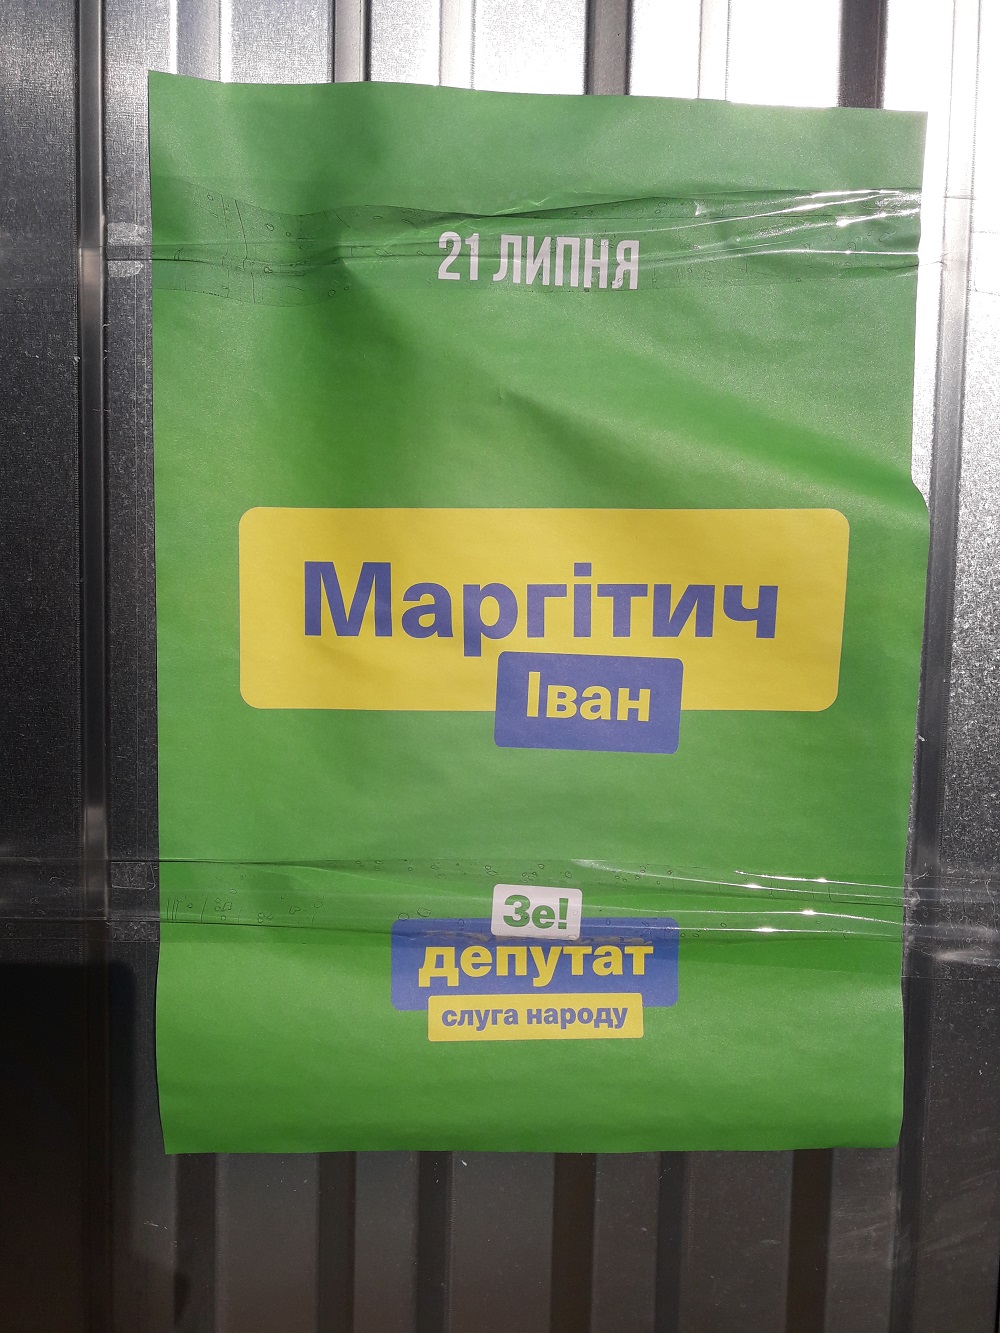 21 ЛИПНЯ
Маргітич
Іван
Зе!
депутат
слуга народу